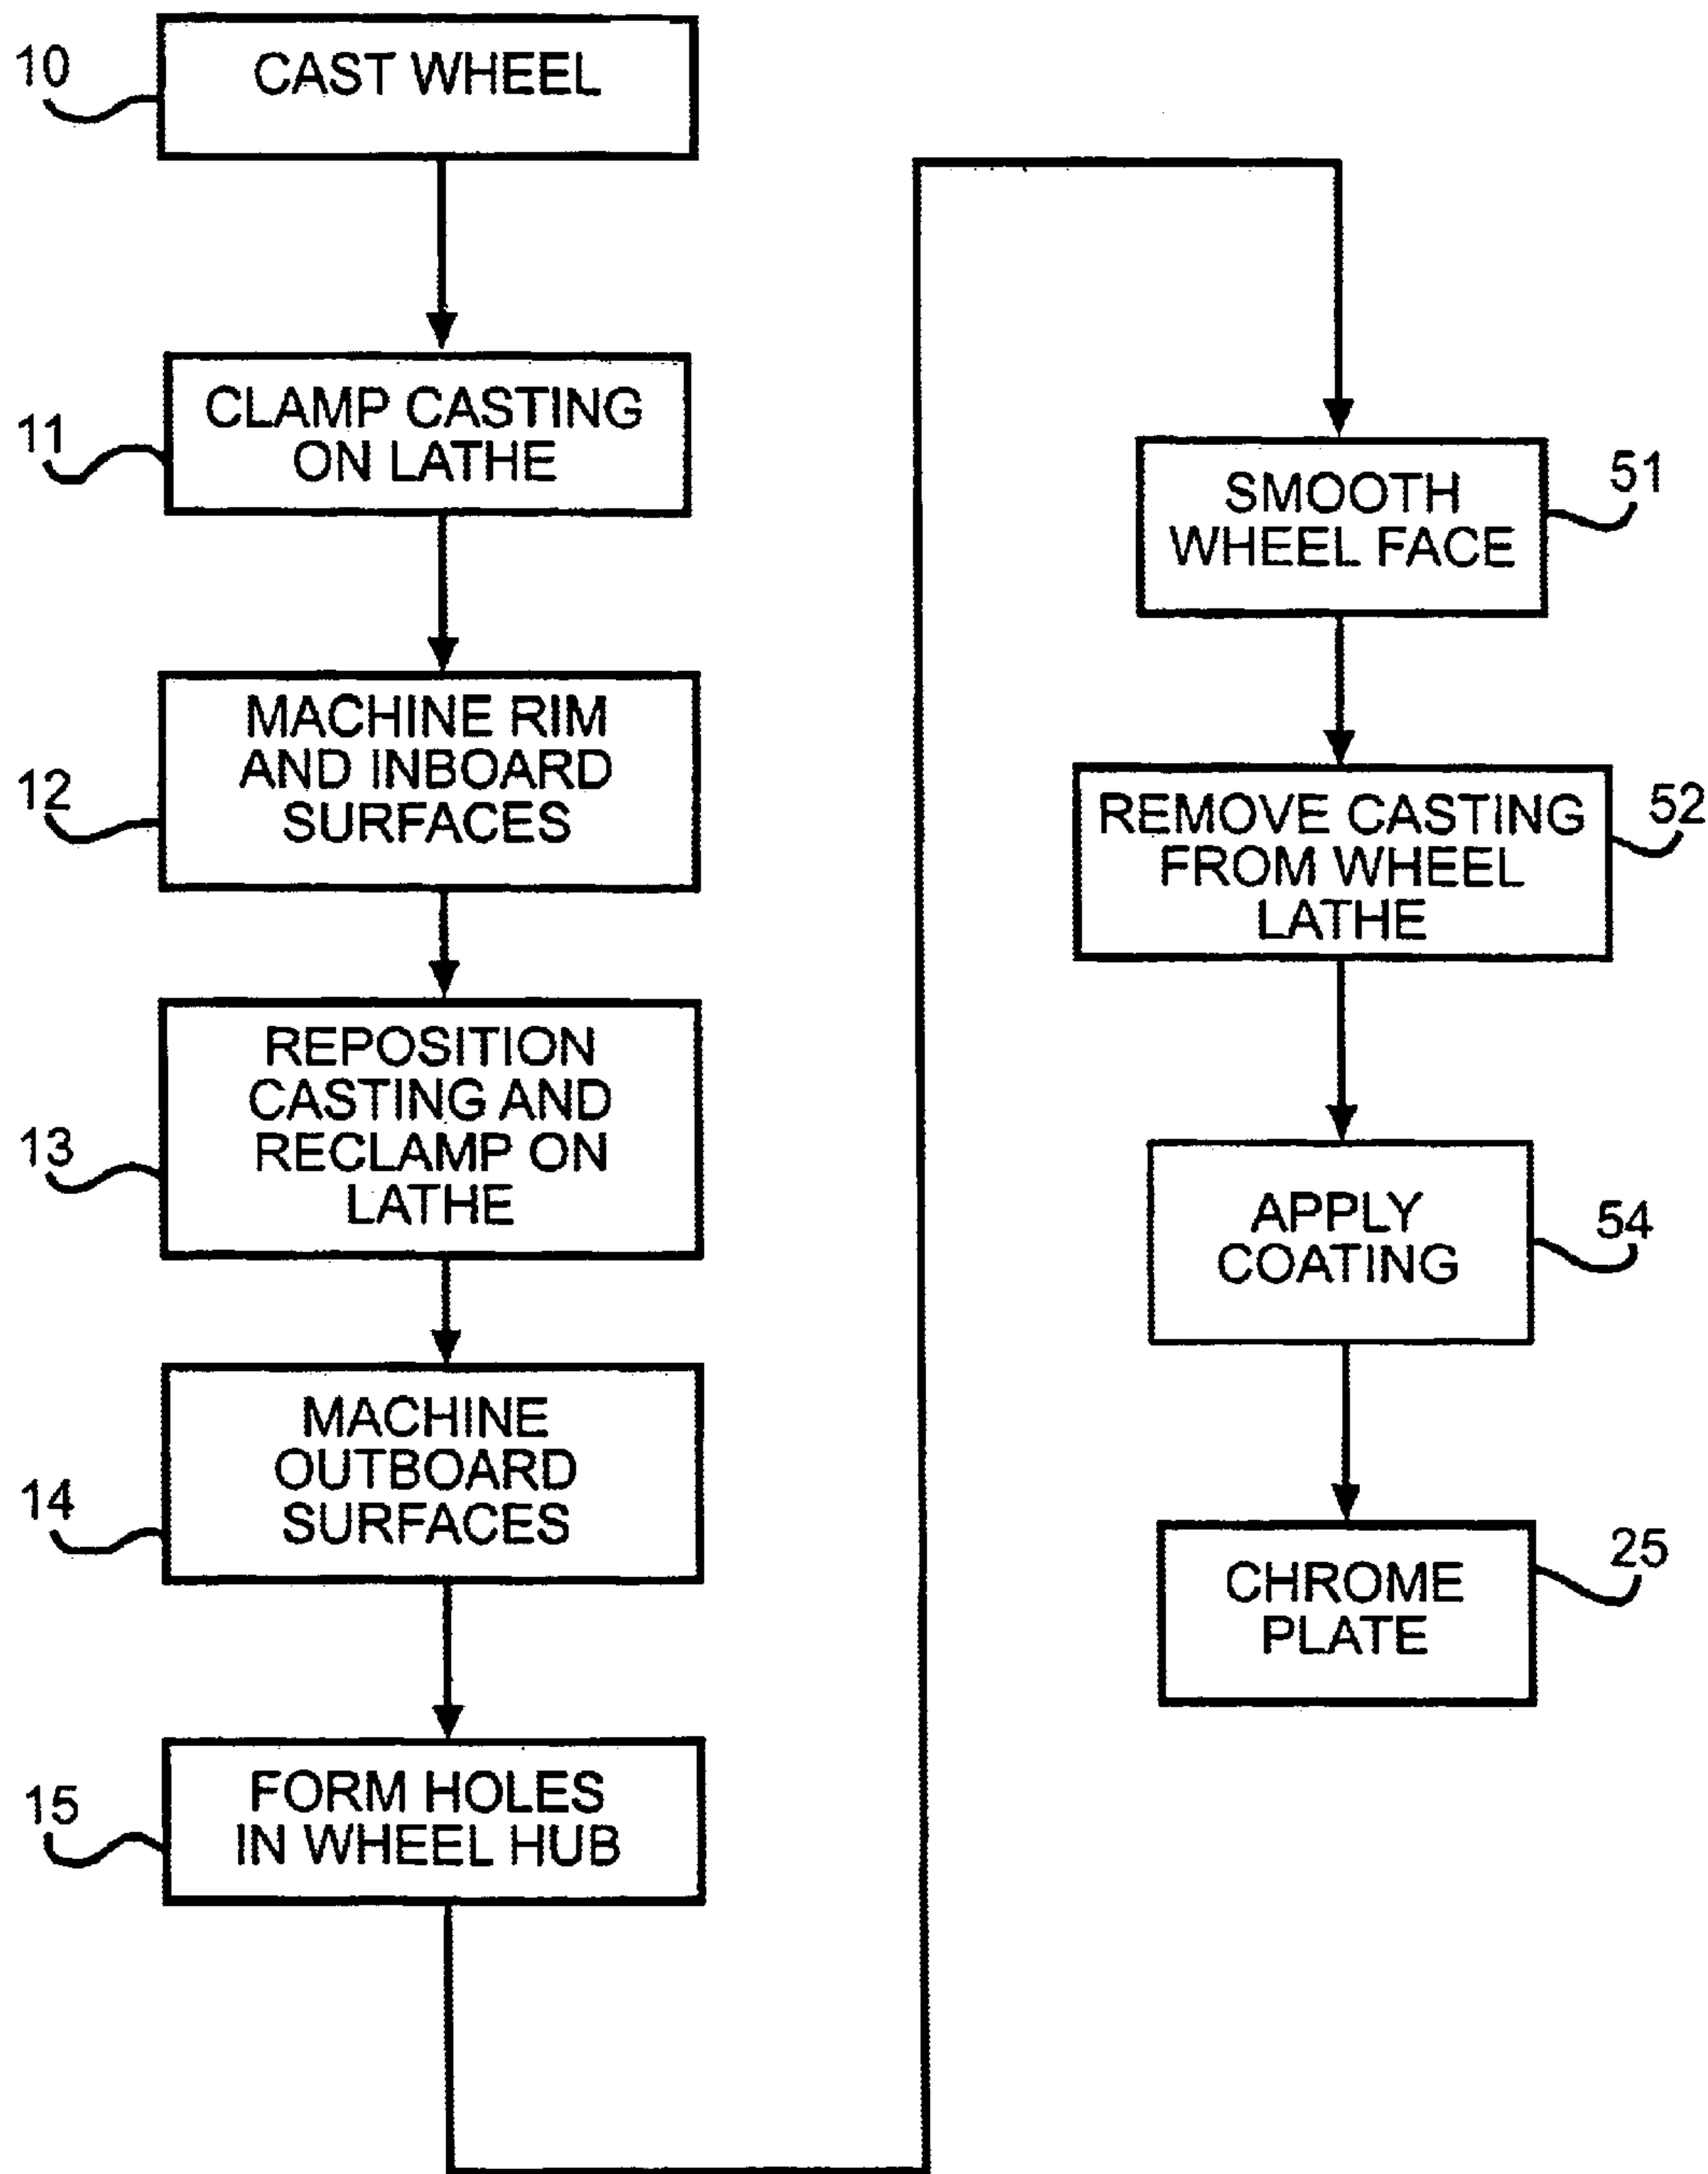 10
CAST WHEEL
11
CLAMP CASTING
ON LATHE
12
MACHINE RIM
AND INBOARD
SURFACES
13
REPOSITION
CASTING AND
RECLAMP ON
LATHE
14
MACHINE
OUTBOARD
SURFACES
15
FORM HOLES
IN WHEEL HUB
51
SMOOTH
WHEEL FACE
52
REMOVE CASTING
FROM WHEEL
LATHE
54
APPLY
COATING
25
CHROME
PLATE